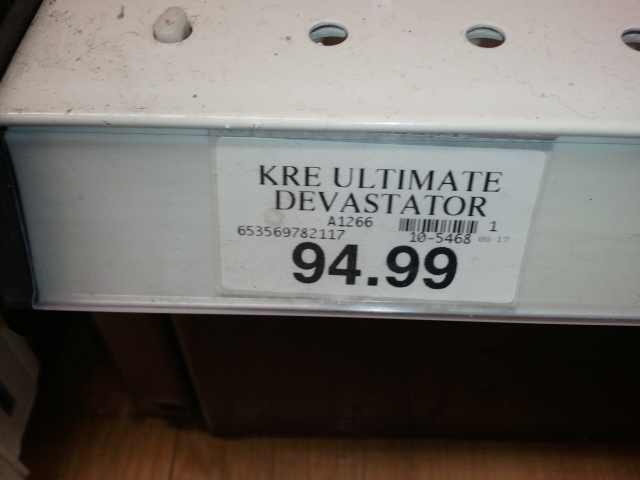 KRE ULTIMATE
DEVASTATOR
A1266 1
653569782117 10-5468
94.99